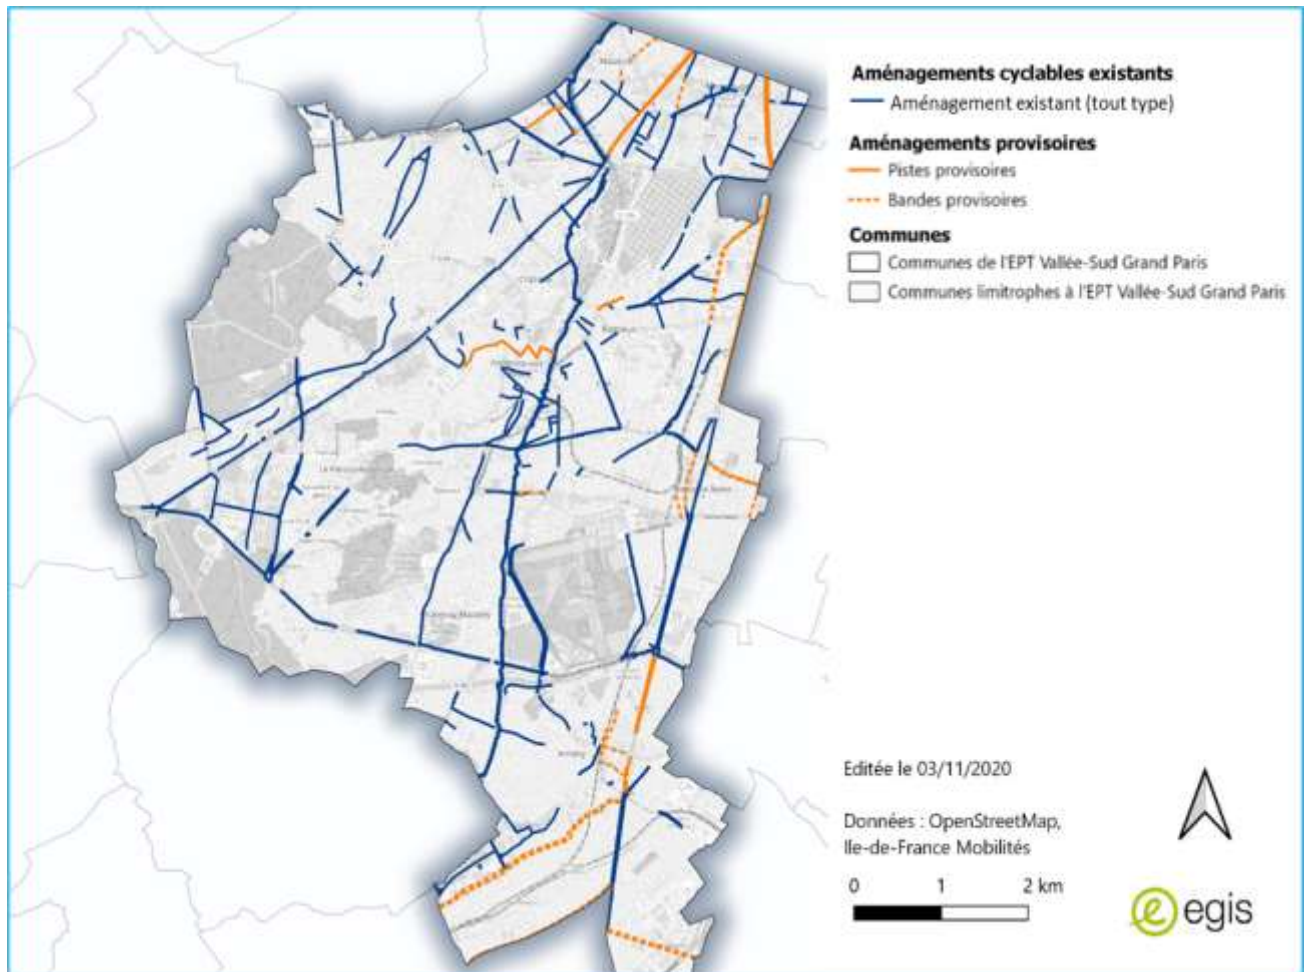 Aménagements cyclables existants
Aménagement existant (tout type)
Aménagements provisoires
Pistes provisoires
Bandes provisoires
Communes
Communes de l'EPT Vallée-Sud Grand Paris
Communes limitrophes à l'EPT Vallée-Sud Grand Paris
Editée le 03/11/2020
Données : OpenStreetMap,
Ile-de-France Mobilités
0 1 2 km
egis